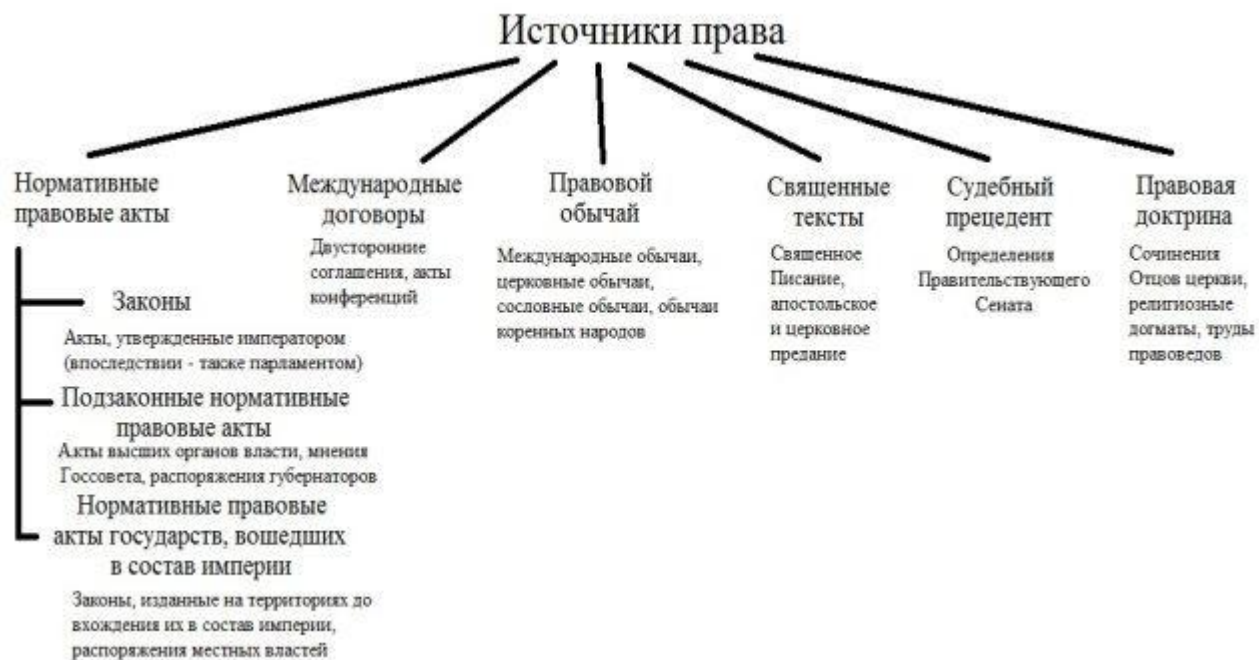 Источники права
Нормативные
правовые акты
Законы
Акты, утвержденные императором
(впоследствии - также парламентом)
Подзаконные нормативные
правовые акты
Акты высших органов власти, мнения
Госсовета, распоряжения губернаторов
Нормативные правовые
акты государств, вошедших
в состав империи
Законы, изданные на территориях до
вхождения их в состав империи,
распоряжения местных властей
Международные
договоры
Двусторонние
соглашения, акты
конференций
Правовой
обычай
Международные обычаи,
церковные обычаи,
сословные обычаи, обычаи
коренных народов
Священные
тексты
Священное
Писание,
апостольское
и церковное
предание
Судебный
прецедент
Определения
Правительствующего
Сената
Правовая
доктрина
Сочинения
Отцов церкви,
религиозные
догматы, труды
правоведов